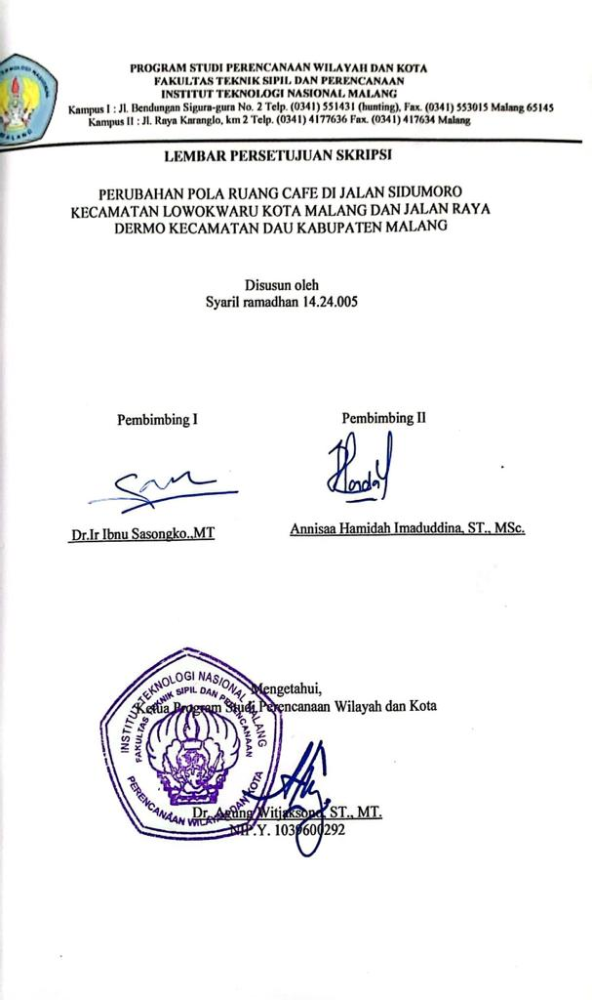 PROGRAM STUDI PERENCANAAN WILAYAH DAN KOTA
FAKULTAS TEKNIK SIPIL DAN PERENCANAAN
INSTITUT TEKNOLOGI NASIONAL MALANG
Kampus I : Jl. Bendungan Sigura-gura No. 2 Telp. (0341) 551431 (hunting), Fax. (0341) 553015 Malang 65145
Kampus II : Jl. Raya Karanglo, km 2 Telp. (0341) 4177636 Fax. (0341) 417634 Malang
LEMBAR PERSETUJUAN SKRIPSI
PERUBAHAN POLA RUANG CAFE DI JALAN SIDUMORO
KECAMATAN LOWOKWARU KOTA MALANG DAN JALAN RAYA
DERMO KECAMATAN DAU KABUPATEN MALANG
Disusun oleh
Syaril ramadhan 14.24.005
Pembimbing I
Pembimbing II
Dr.Ir Ibnu Sasongko.,MT
Annisaa Hamidah Imaduddina, ST., MSc.
Mengetahui,
Ketua Program Studi Perencanaan Wilayah dan Kota
INSTITUT TEKNOLOGI NASIONAL MALANG
FAKULTAS TEKNIK SIPIL DAN PERENCANAAN
PERENCANAAN WILAYAH DAN KOTA
Dr. Agung Witjaksono, ST., MT.
NIP.Y. 1039600292